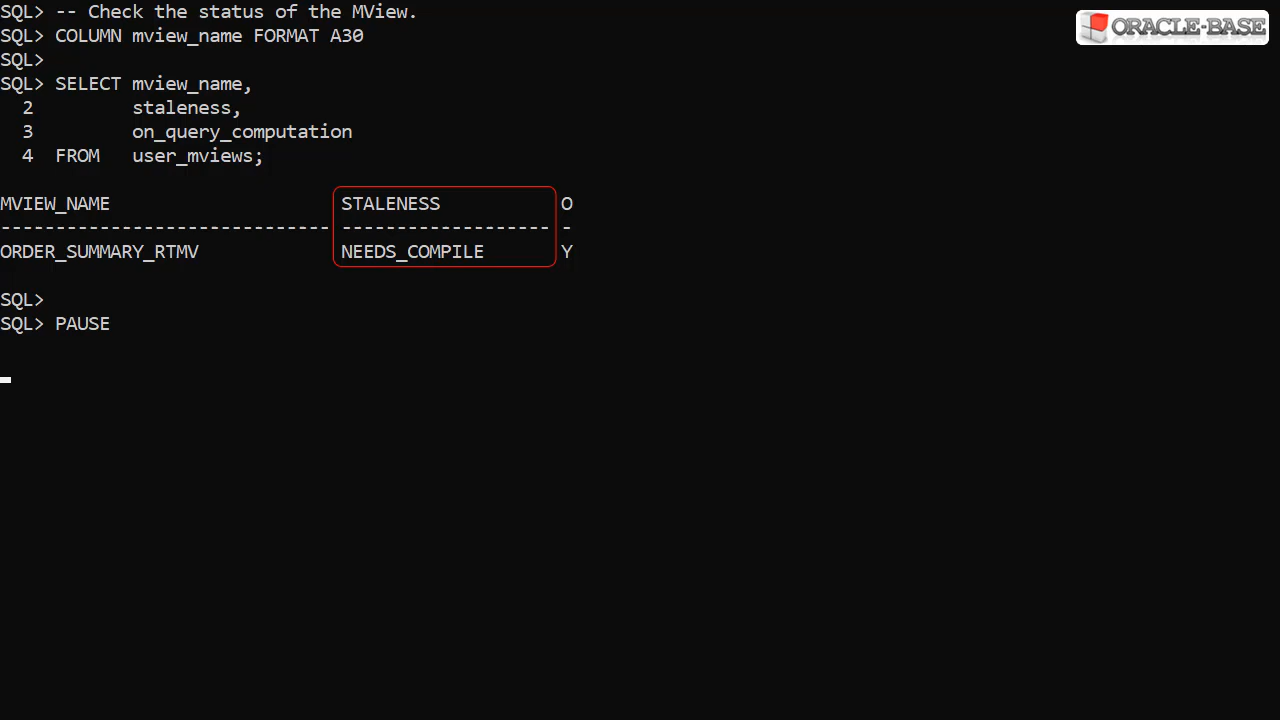 SQL> -- Check the status of the MView.
SQL> COLUMN mview_name FORMAT A30
SQL>
SQL> SELECT mview_name,
  2         staleness,
  3         on_query_computation
  4  FROM   user_mviews;
MVIEW_NAME                     STALENESS           O
------------------------------ ------------------- -
ORDER_SUMMARY_RTMV             NEEDS_COMPILE       Y
SQL>
SQL> PAUSE
ORACLE-BASE